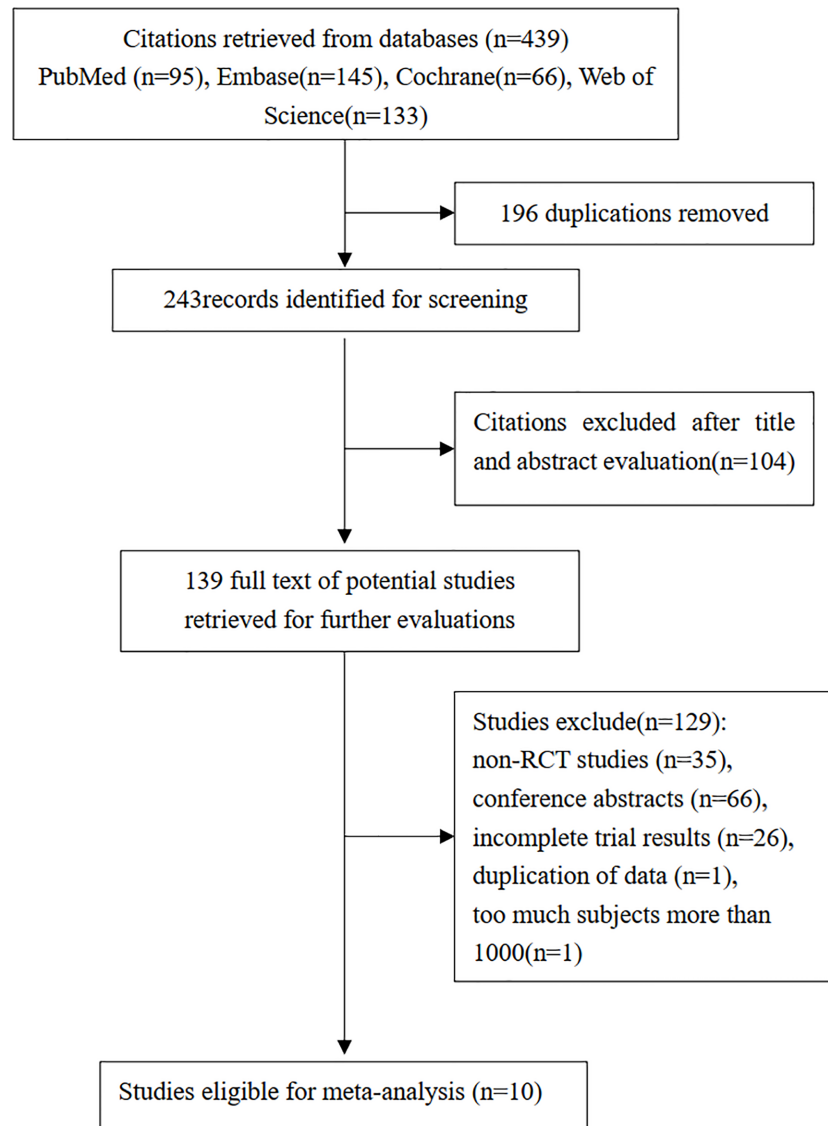 Citations retrieved from databases (n=439)
PubMed (n=95), Embase(n=145), Cochrane(n=66), Web of
Science(n=133)
196 duplications removed
243records identified for screening
Citations excluded after title
and abstract evaluation(n=104)
139 full text of potential studies
retrieved for further evaluations
Studies exclude(n=129):
non-RCT studies (n=35),
conference abstracts (n=66),
incomplete trial results (n=26),
duplication of data (n=1),
too much subjects more than
1000(n=1)
Studies eligible for meta-analysis (n=10)